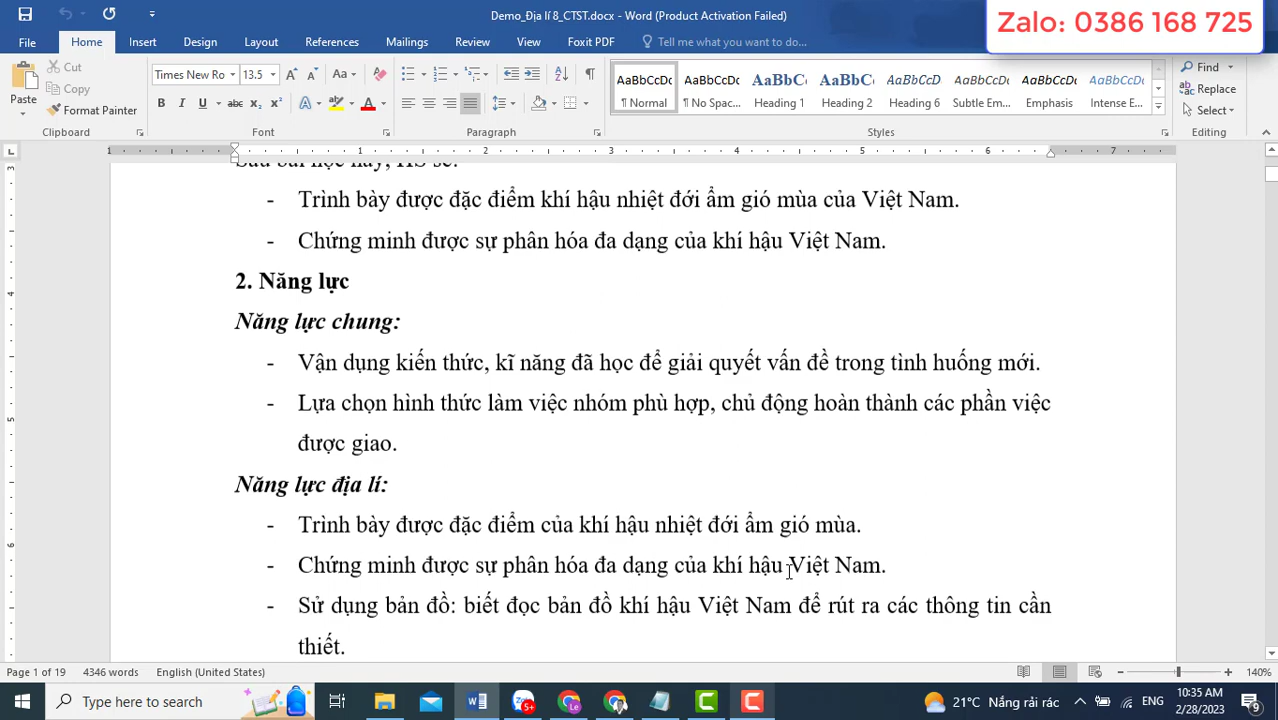 Demo_Địa lí 8_CTST.docx - Word (Product Activation Failed)
Zalo: 0386 168 725
File Home Insert Design Layout References Mailings Review View Foxit PDF Tell me what you want to do...
Cut
Copy
Format Painter
Paste
Times New Ro 13.5
AaBbCcDc AaBbCcDc AaBbC AaBbC AaBbCcD AaBbCcD AaBbCcDc AaBbCcDc
¶ Normal ¶ No Spac... Heading 1 Heading 2 Heading 6 Subtle Em... Emphasis Intense E...
Find
Replace
Select
Clipboard Font Paragraph Styles Editing
Sau bài học này, HS sẽ:
- Trình bày được đặc điểm khí hậu nhiệt đới ẩm gió mùa của Việt Nam.
- Chứng minh được sự phân hóa đa dạng của khí hậu Việt Nam.
2. Năng lực
Năng lực chung:
- Vận dụng kiến thức, kĩ năng đã học để giải quyết vấn đề trong tình huống mới.
- Lựa chọn hình thức làm việc nhóm phù hợp, chủ động hoàn thành các phần việc
được giao.
Năng lực địa lí:
- Trình bày được đặc điểm của khí hậu nhiệt đới ẩm gió mùa.
- Chứng minh được sự phân hóa đa dạng của khí hậu Việt Nam.
- Sử dụng bản đồ: biết đọc bản đồ khí hậu Việt Nam để rút ra các thông tin cần
thiết.
Page 1 of 19 4346 words English (United States) 140%
Type here to search
21°C Nắng rải rác
ENG
10:35 AM
2/28/2023